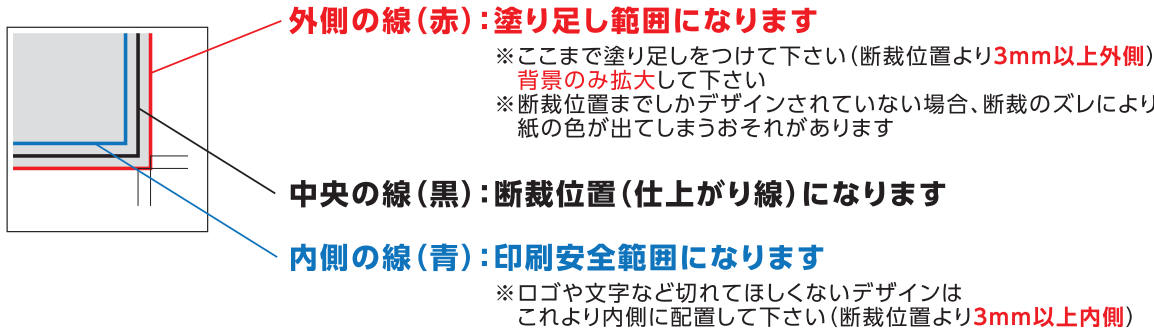 外側の線（赤）：塗り足し範囲になります
※ここまで塗り足しをつけて下さい（断裁位置より3mm以上外側）
背景のみ拡大して下さい
※断裁位置までしかデザインされていない場合、断裁のズレにより
紙の色が出てしまうおそれがあります
中央の線（黒）：断裁位置（仕上がり線）になります
内側の線（青）：印刷安全範囲になります
※ロゴや文字など切れてほしくないデザインは
これより内側に配置して下さい（断裁位置より3mm以上内側）